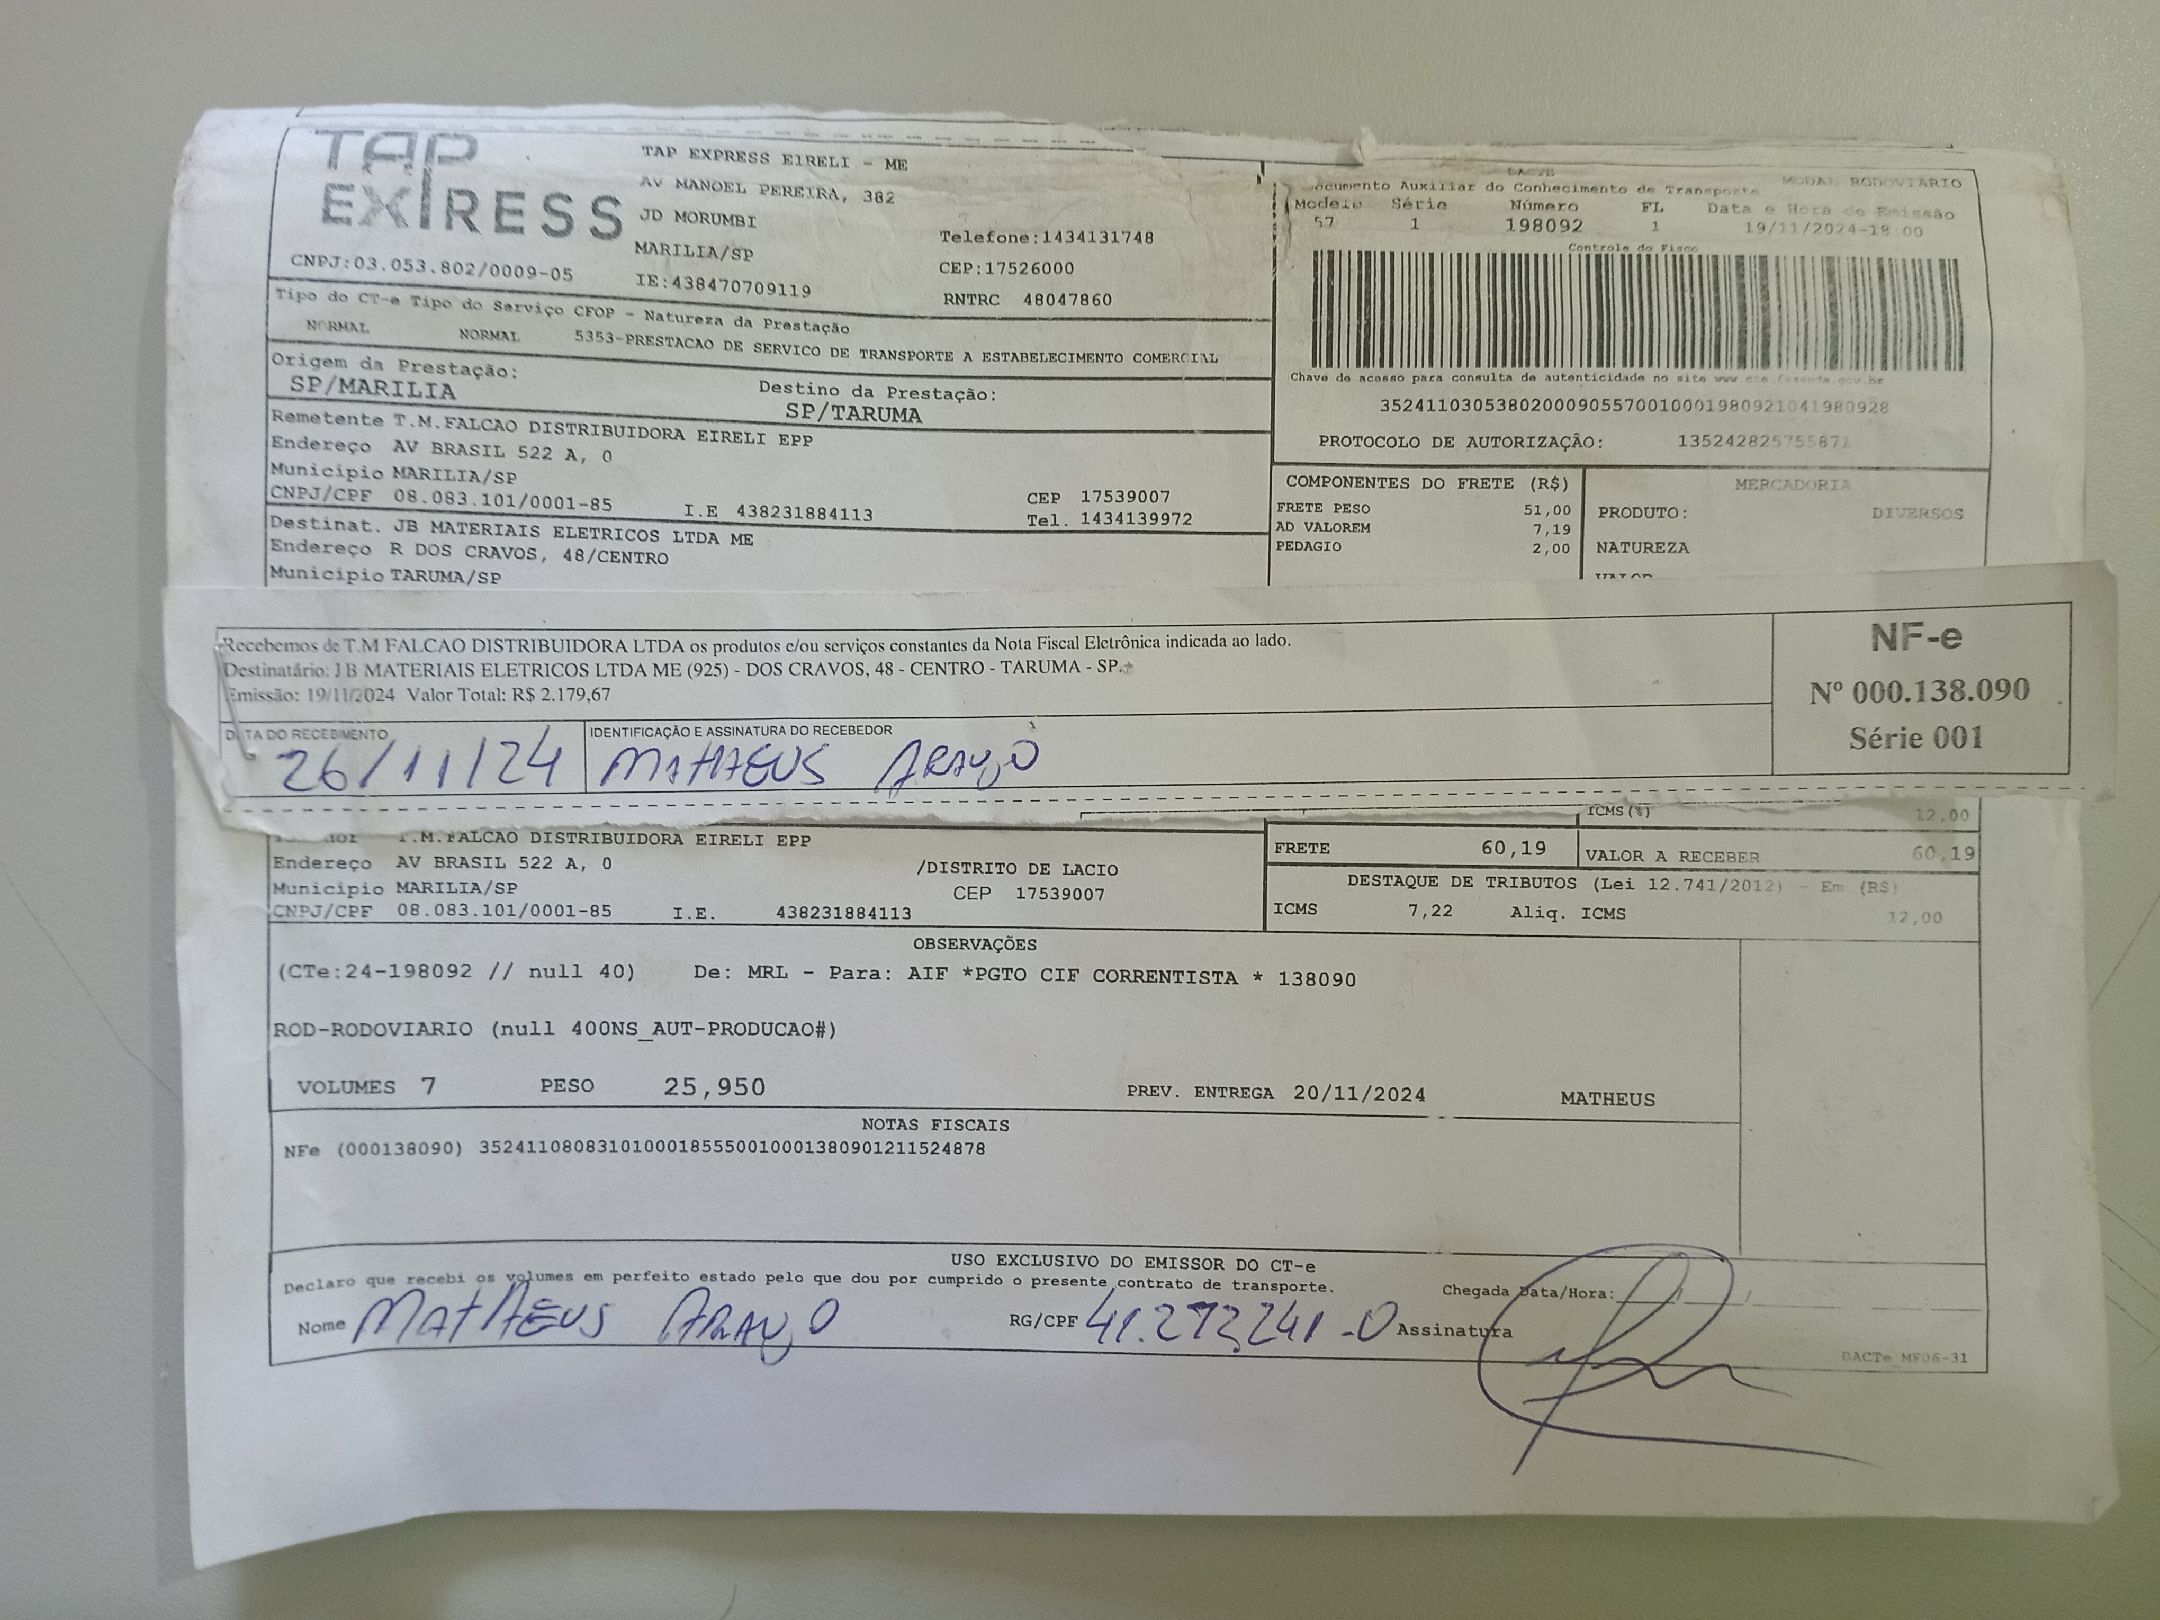 TAP EXPRESS
TAP EXPRESS EIRELI - ME
AV MANOEL PEREIRA, 382
JD MORUMBI
MARILIA/SP
Telefone:1434131748
CEP:17526000
CNPJ:03.053.802/0009-05
IE:438470709119
RNTRC 48047860
DACTE
Documento Auxiliar do Conhecimento de Transporte
MODAL RODOVIARIO
Modelo Série Número FL Data e Hora de Emissão
57 1 198092 1 19/11/2024-18:00
Controle do Fisco
Chave de acesso para consulta de autenticidade no site www.cte.fazenda.gov.br
35241103053802000905570010001980921041980928
PROTOCOLO DE AUTORIZAÇÃO: 135242825755871
Tipo do CT-e Tipo do Serviço CFOP - Natureza da Prestação
NORMAL NORMAL 5353-PRESTACAO DE SERVICO DE TRANSPORTE A ESTABELECIMENTO COMERCIAL
Origem da Prestação:
SP/MARILIA
Destino da Prestação:
SP/TARUMA
Remetente T.M.FALCAO DISTRIBUIDORA EIRELI EPP
Endereço AV BRASIL 522 A, 0
Município MARILIA/SP
CEP 17539007
CNPJ/CPF 08.083.101/0001-85 I.E 438231884113 Tel. 1434139972
Destinat. JB MATERIAIS ELETRICOS LTDA ME
Endereço R DOS CRAVOS, 48/CENTRO
Município TARUMA/SP
COMPONENTES DO FRETE (R$)
FRETE PESO 51,00
AD VALOREM 7,19
PEDAGIO 2,00
MERCADORIA
PRODUTO: DIVERSOS
NATUREZA
Recebemos de T.M FALCAO DISTRIBUIDORA LTDA os produtos e/ou serviços constantes da Nota Fiscal Eletrônica indicada ao lado.
Destinatário: JB MATERIAIS ELETRICOS LTDA ME (925) - DOS CRAVOS, 48 - CENTRO - TARUMA - SP.
Emissão: 19/11/2024 Valor Total: R$ 2.179,67
DATA DO RECEBIMENTO
26/11/24
IDENTIFICAÇÃO E ASSINATURA DO RECEBEDOR
MATHAEUS ARAUJO
NF-e
Nº 000.138.090
Série 001
ICMS(%) 12,00
T.M.FALCAO DISTRIBUIDORA EIRELI EPP
Endereço AV BRASIL 522 A, 0 /DISTRITO DE LACIO
Município MARILIA/SP CEP 17539007
CNPJ/CPF 08.083.101/0001-85 I.E. 438231884113
FRETE 60,19 VALOR A RECEBER 60,19
DESTAQUE DE TRIBUTOS (Lei 12.741/2012) - Em (R$)
ICMS 7,22 Aliq. ICMS 12,00
OBSERVAÇÕES
(CTe:24-198092 // null 40) De: MRL - Para: AIF *PGTO CIF CORRENTISTA * 138090
ROD-RODOVIARIO (null 400NS_AUT-PRODUCAO#)
VOLUMES 7 PESO 25,950 PREV. ENTREGA 20/11/2024 MATHEUS
NOTAS FISCAIS
NFe (000138090) 35241108083101000185550010001380901211524878
USO EXCLUSIVO DO EMISSOR DO CT-e
Declaro que recebi os volumes em perfeito estado pelo que dou por cumprido o presente contrato de transporte.
Chegada Data/Hora: / /
Nome MATHAEUS ARAUJO RG/CPF 41.272.241-0 Assinatura
DACTe_MF06-31